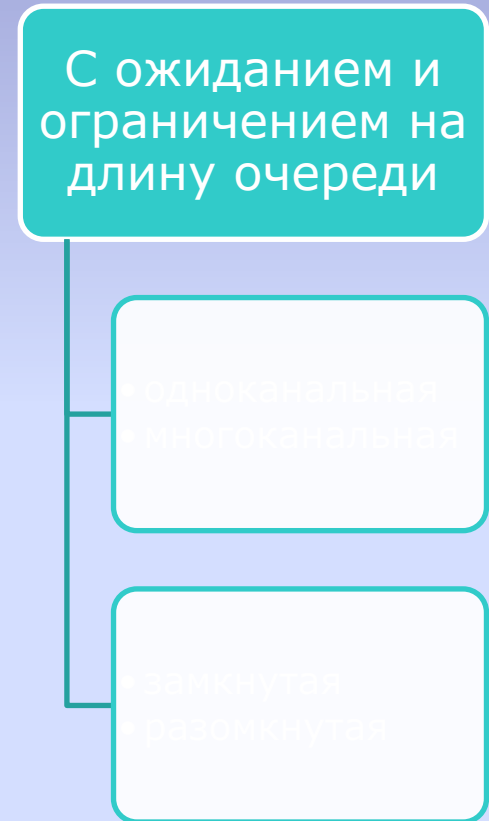 С ожиданием и
ограничением на
длину очереди
• одноканальная
• многоканальная
• замкнутая
• разомкнутая